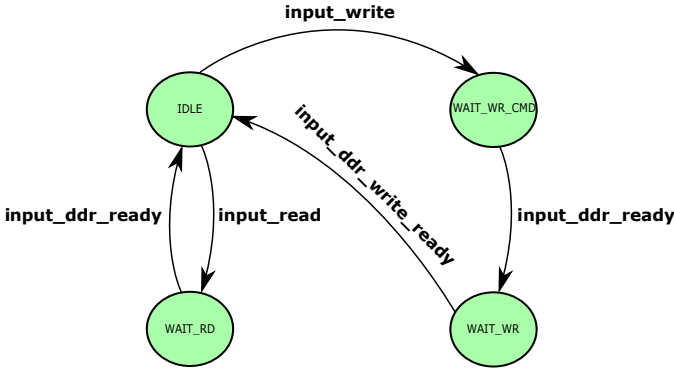 input_write
IDLE
WAIT_WR_CMD
input_ddr_write_ready
input_ddr_ready
input_read
input_ddr_ready
WAIT_RD
WAIT_WR